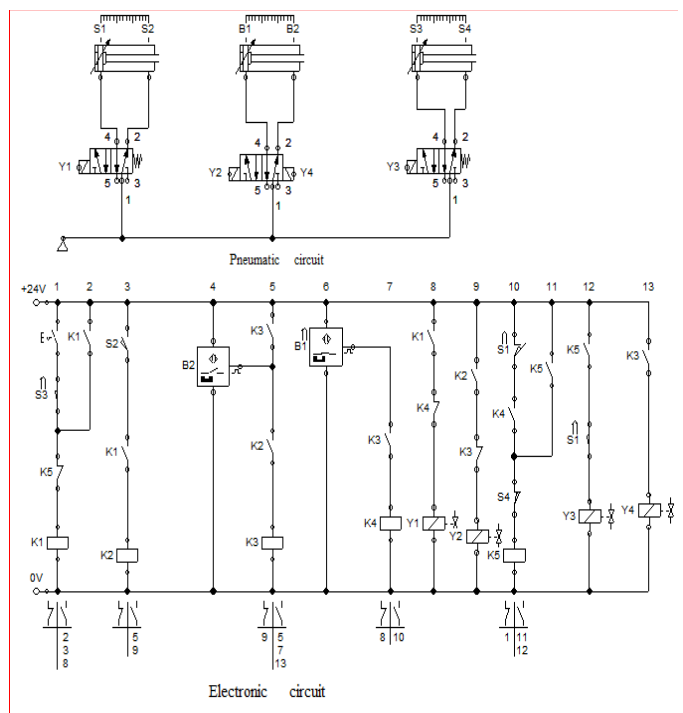 S1 S2 B1 B2 S3 S4
4 2 4 2 4 2
Y1 5 3 Y2 5 3 Y4 Y3 5 3
1 1 1
Pneumatic circuit
1 2 3 4 5 6 7 8 9 10 11 12 13
+24V
E K1 S2 K3 B1 K1 S1 K5 K3
B2 K2 K5
S3 K4 K4
K1 K2 K3 K3 S1
K5 S4
K1 K2 K3 K4 Y1 Y2 K5 Y3 Y4
0V
2 5 9 5 8 10 1 11
3 9 7 12
8 13
Electronic circuit